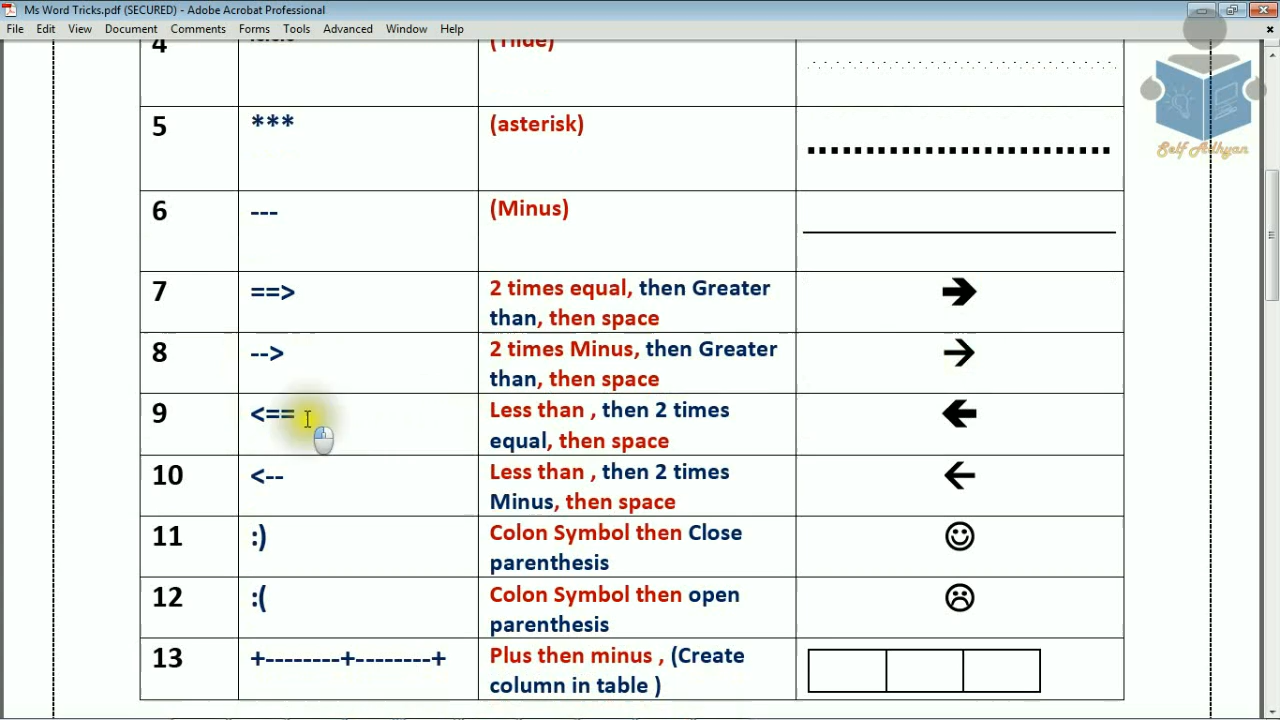 Ms Word Tricks.pdf (SECURED) - Adobe Acrobat Professional
File Edit View Document Comments Forms Tools Advanced Window Help
4 (Tilde)
5 *** (asterisk)
6 --- (Minus)
7 ==> 2 times equal, then Greater
than, then space
8 --> 2 times Minus, then Greater
than, then space
9 <== Less than , then 2 times
equal, then space
10 <-- Less than , then 2 times
Minus, then space
11 :) Colon Symbol then Close
parenthesis
12 :( Colon Symbol then open
parenthesis
13 +--------+--------+ Plus then minus , (Create
column in table )
Self Adhyan